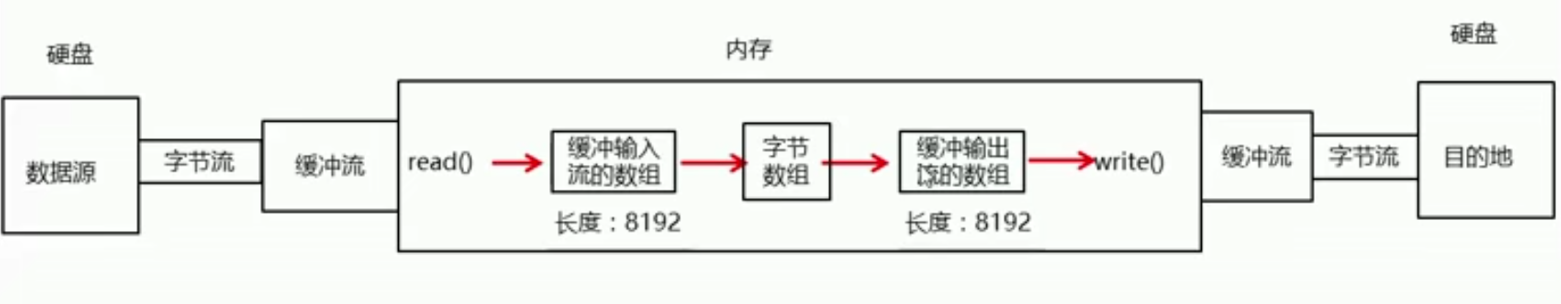 硬盘
内存
硬盘
数据源
字节流
缓冲流
read()
缓冲输入
流的数组
长度：8192
字节
数组
缓冲输出
流的数组
长度：8192
write()
缓冲流
字节流
目的地